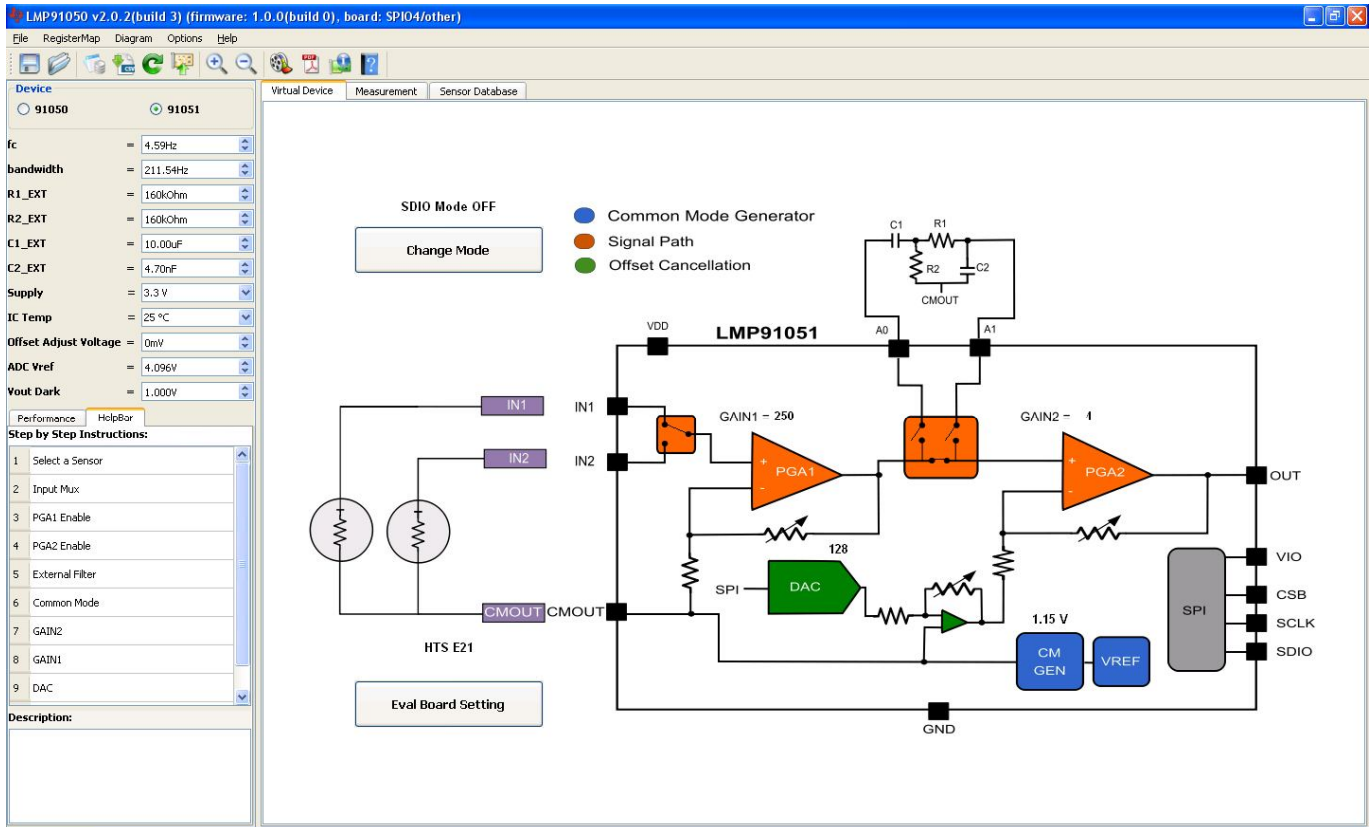 LMP91050 v2.0.2(build 3) (firmware: 1.0.0(build 0), board: SPIO4/other)
File RegisterMap Diagram Options Help
Device
91050 91051
fc = 4.59Hz
bandwidth = 211.54Hz
R1_EXT = 160kOhm
R2_EXT = 160kOhm
C1_EXT = 10.00uF
C2_EXT = 4.70nF
Supply = 3.3 V
IC Temp = 25 °C
Offset Adjust Voltage = 0mV
ADC Vref = 4.096V
Vout Dark = 1.000V
Performance HelpBar
Step by Step Instructions:
1 Select a Sensor
2 Input Mux
3 PGA1 Enable
4 PGA2 Enable
5 External Filter
6 Common Mode
7 GAIN2
8 GAIN1
9 DAC
Description:
Virtual Device Measurement Sensor Database
SDIO Mode OFF
Change Mode
Common Mode Generator
Signal Path
Offset Cancellation
C1 R1
R2 C2
CMOUT
VDD LMP91051 A0 A1
IN1 IN1 GAIN1 = 250 GAIN2 = 4
IN2 IN2 + PGA1 - + PGA2 - OUT
128
SPI DAC
VIO
CSB
SPI
SCLK
SDIO
CMOUT CMOUT 1.15 V
CM GEN VREF
HTS E21
Eval Board Setting
GND